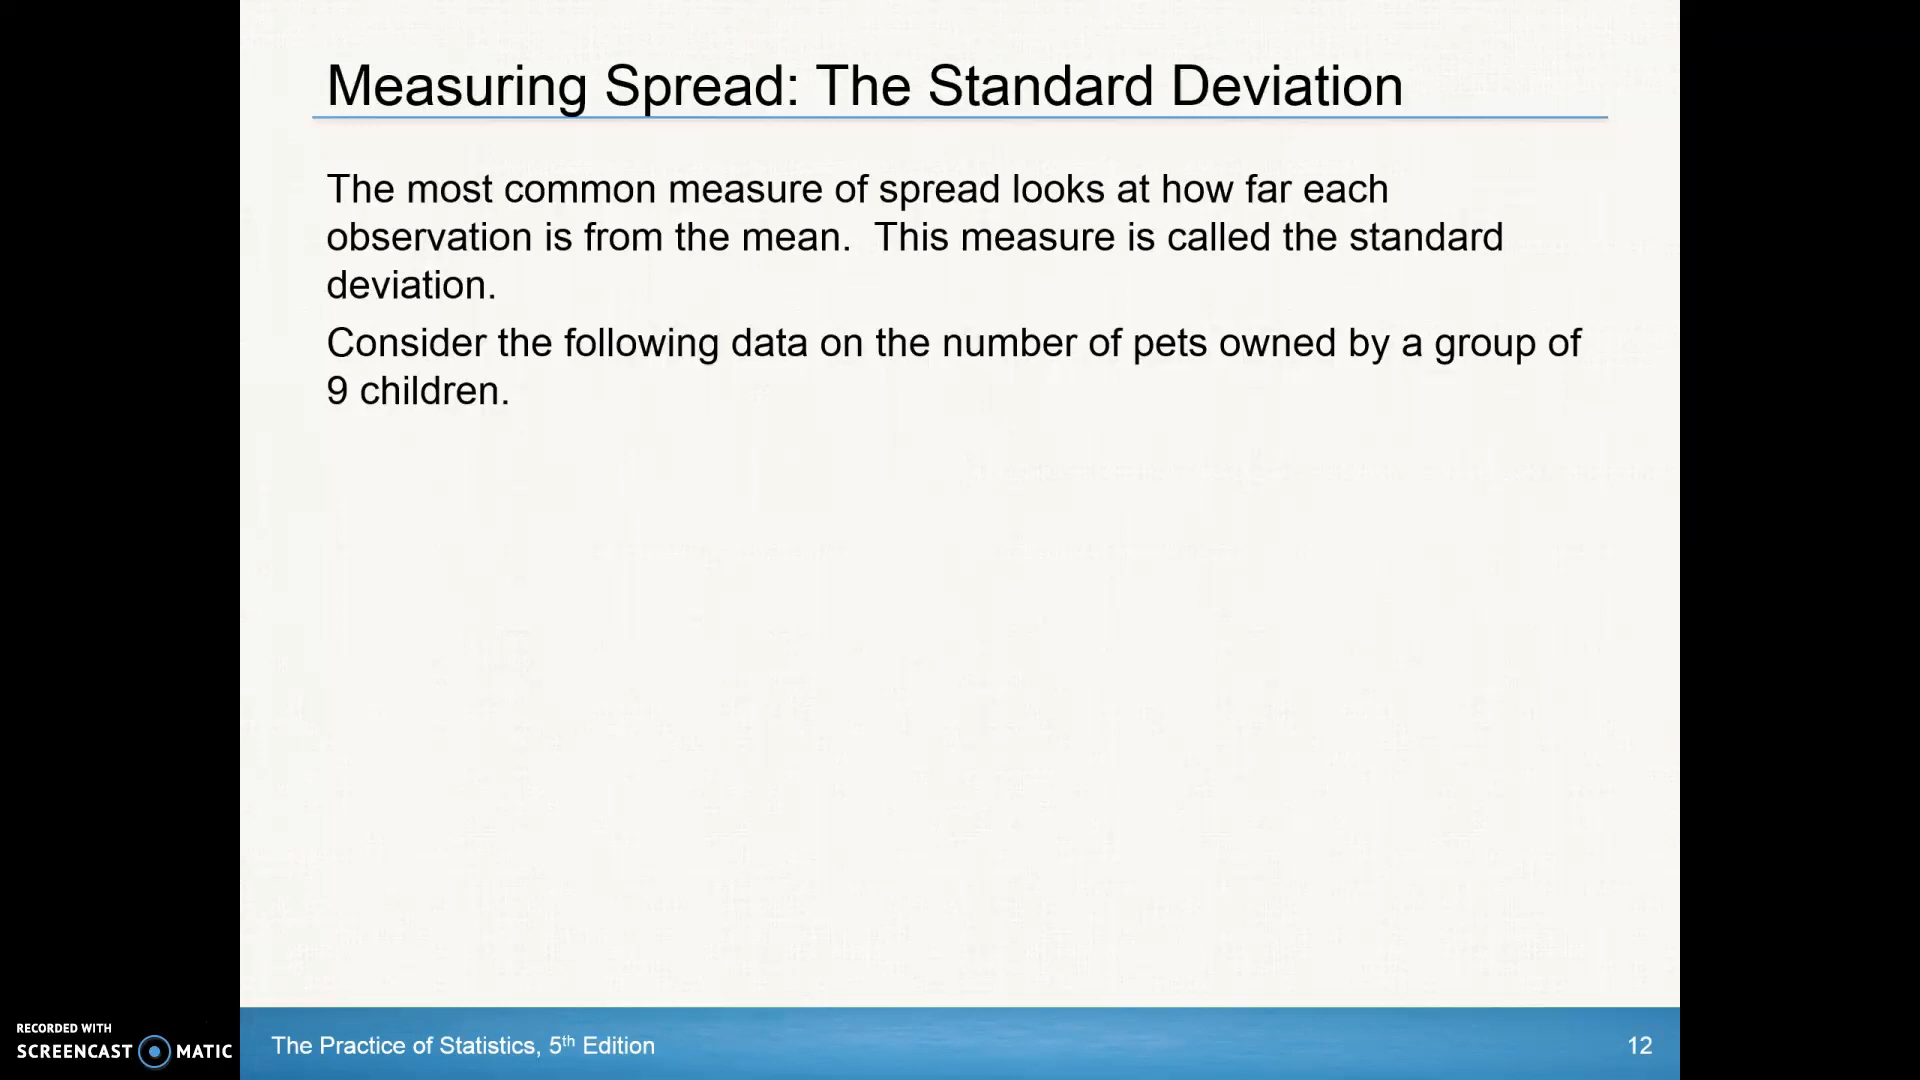 Measuring Spread: The Standard Deviation
The most common measure of spread looks at how far each
observation is from the mean.  This measure is called the standard
deviation.
Consider the following data on the number of pets owned by a group of
9 children.
RECORDED WITH
SCREENCAST MATIC
The Practice of Statistics, 5th Edition
12